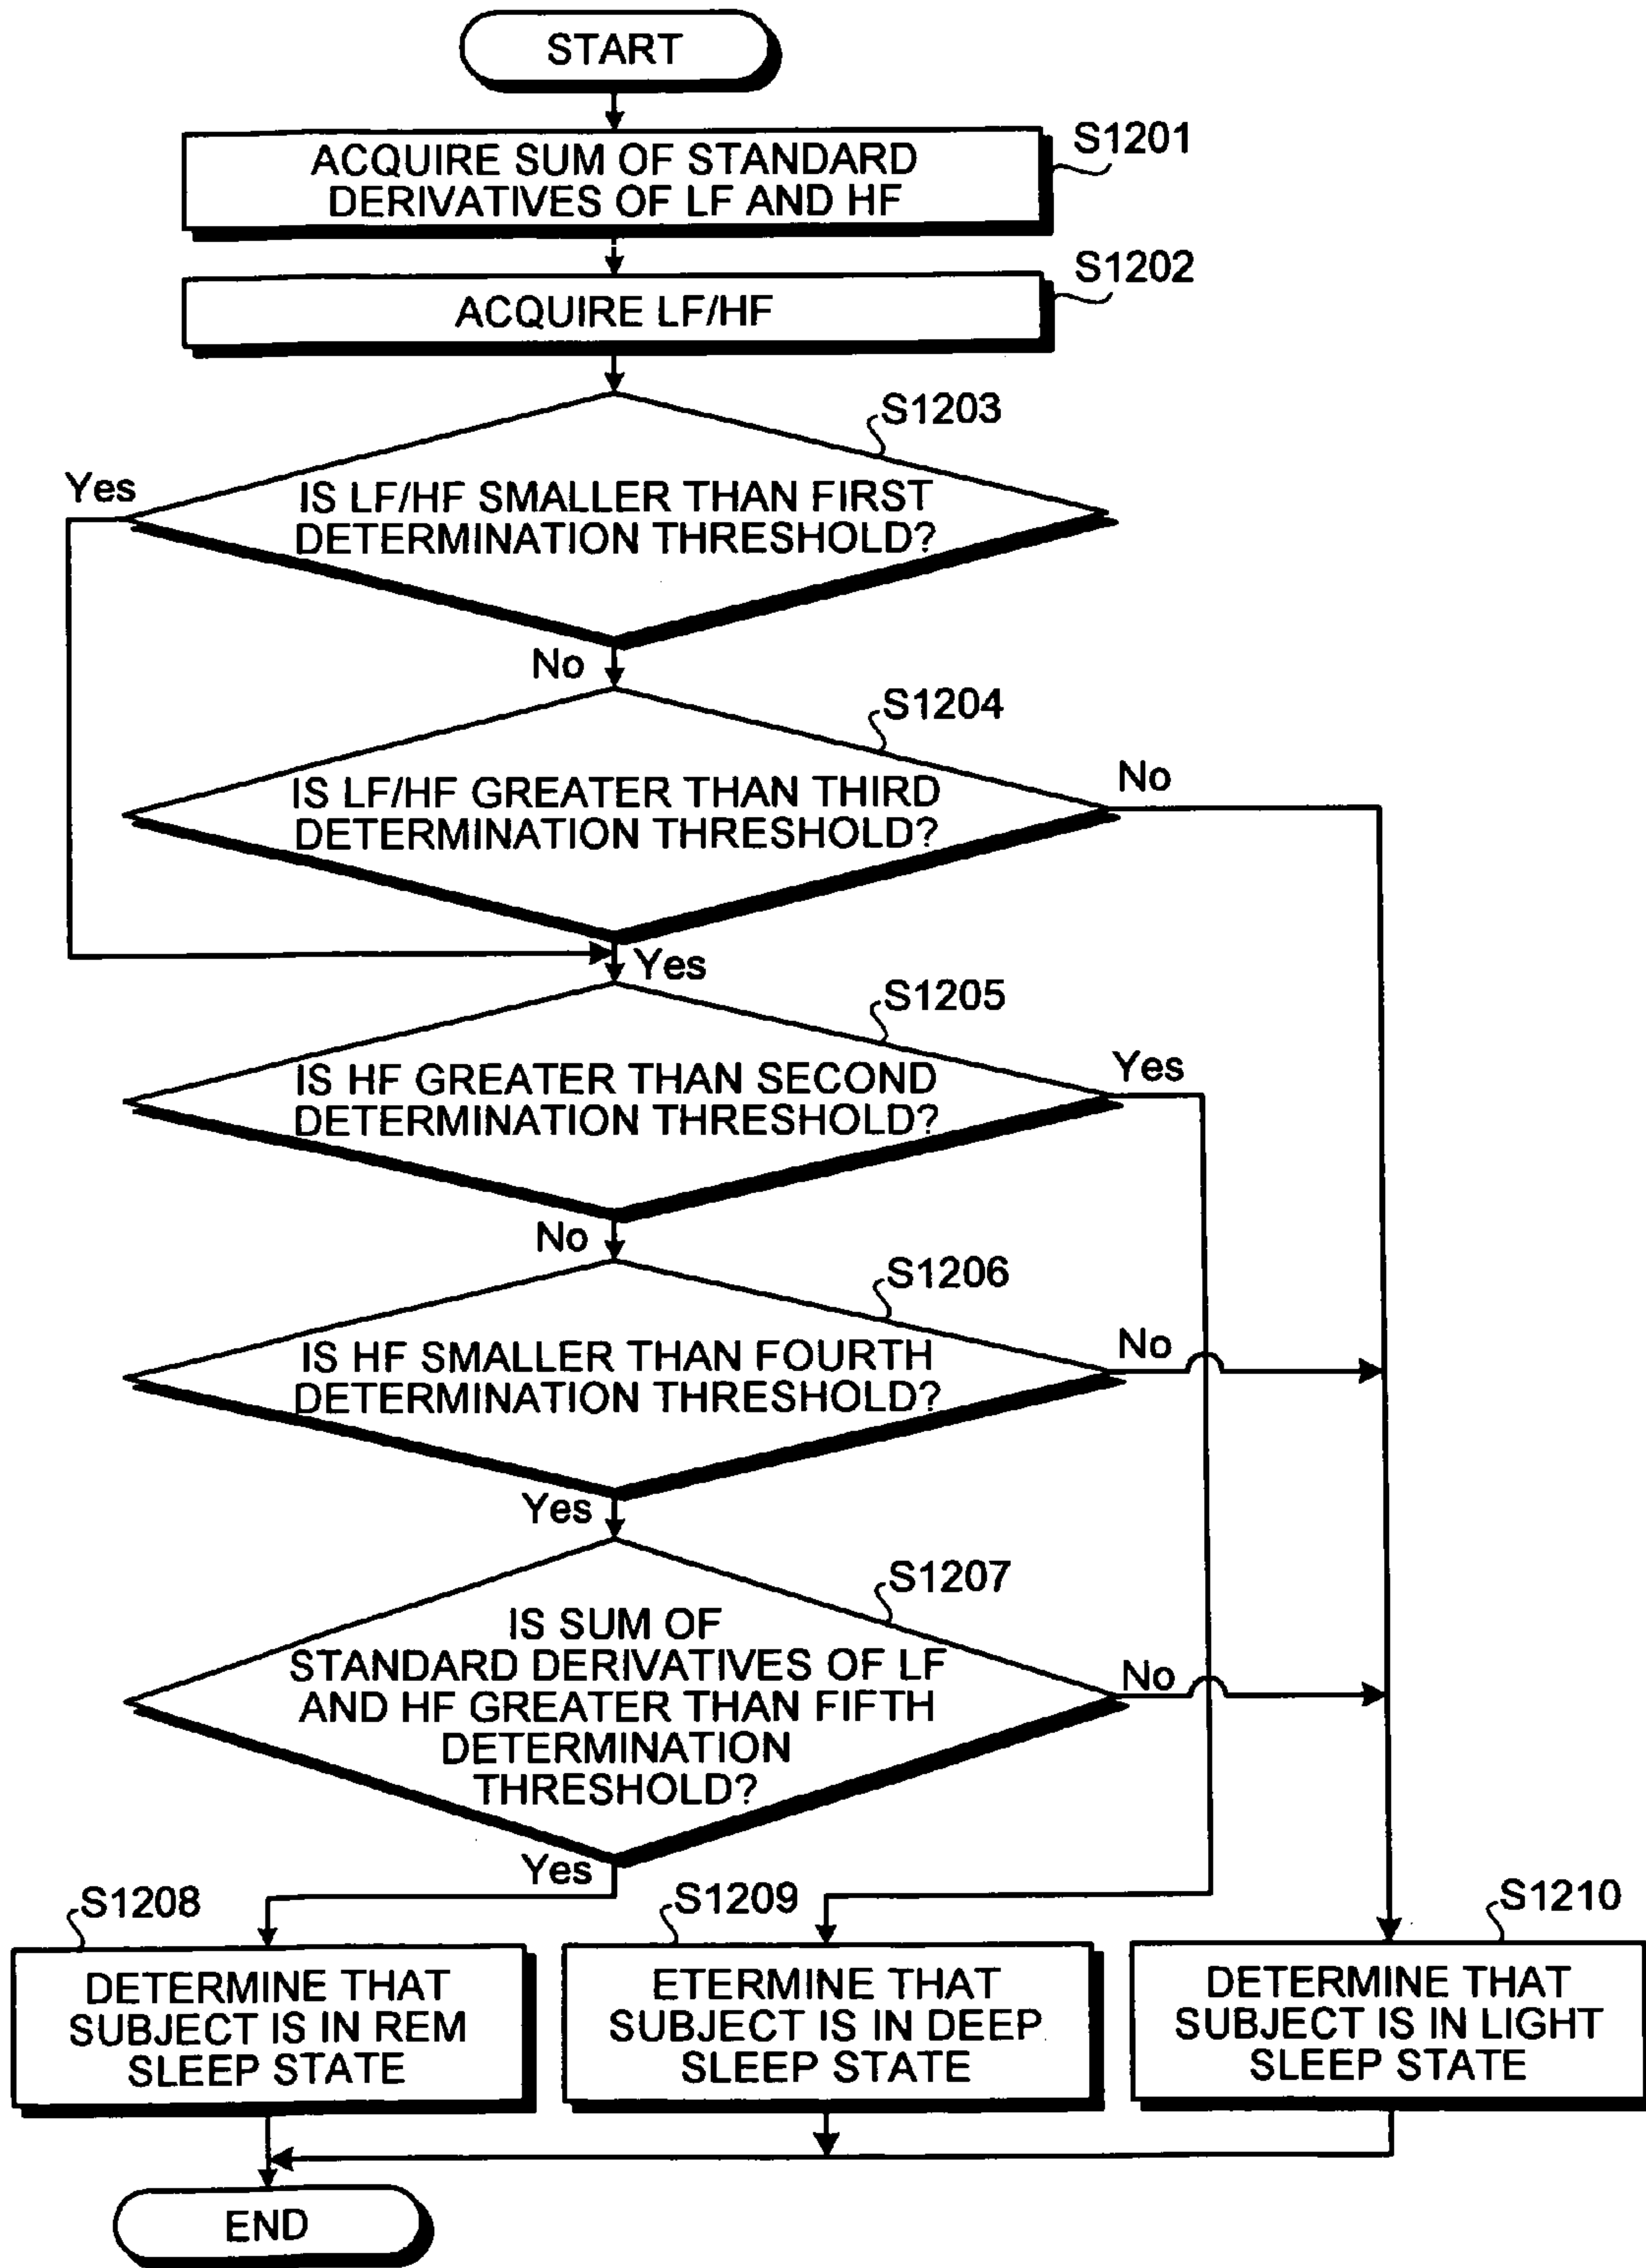 START
S1201
ACQUIRE SUM OF STANDARD
DERIVATIVES OF LF AND HF
S1202
ACQUIRE LF/HF
S1203
Yes
IS LF/HF SMALLER THAN FIRST
DETERMINATION THRESHOLD?
No
S1204
IS LF/HF GREATER THAN THIRD
DETERMINATION THRESHOLD?
No
Yes
S1205
IS HF GREATER THAN SECOND
DETERMINATION THRESHOLD?
Yes
No
S1206
IS HF SMALLER THAN FOURTH
DETERMINATION THRESHOLD?
No
Yes
S1207
IS SUM OF
STANDARD DERIVATIVES OF LF
AND HF GREATER THAN FIFTH
DETERMINATION
THRESHOLD?
No
Yes
S1208
DETERMINE THAT
SUBJECT IS IN REM
SLEEP STATE
S1209
ETERMINE THAT
SUBJECT IS IN DEEP
SLEEP STATE
S1210
DETERMINE THAT
SUBJECT IS IN LIGHT
SLEEP STATE
END